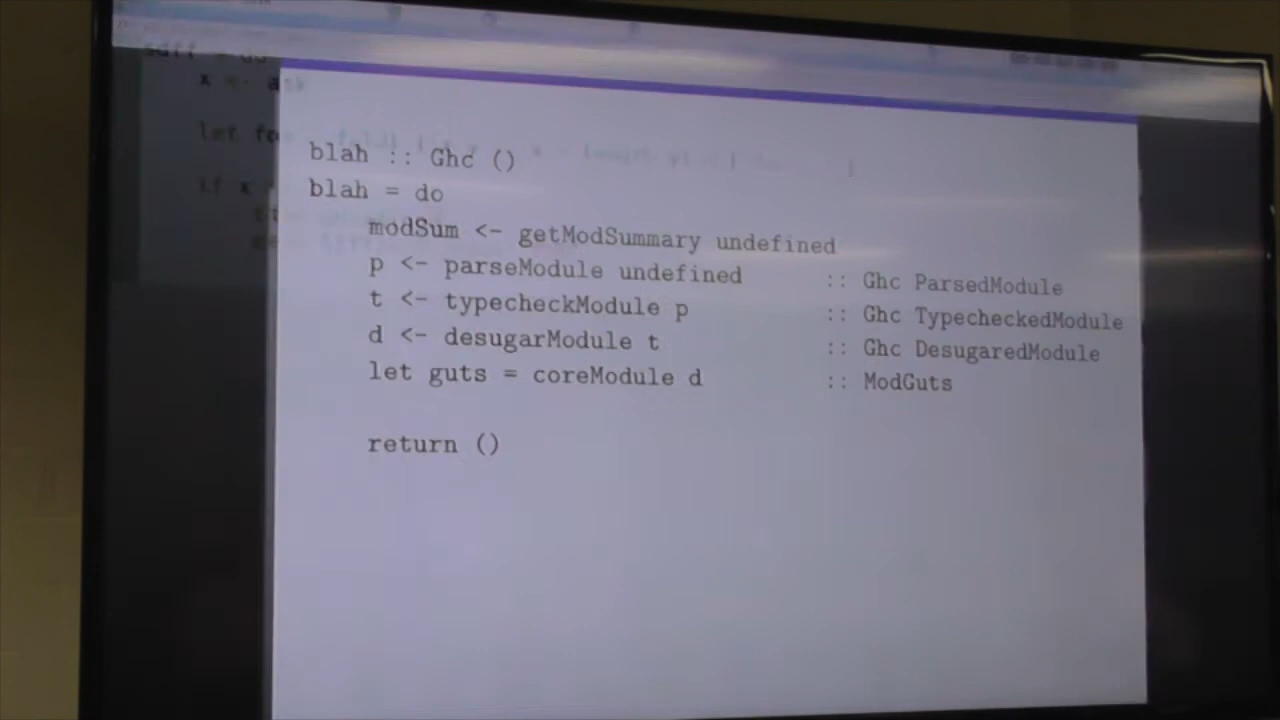 blah :: Ghc ()
blah = do
modSum <- getModSummary undefined
p <- parseModule undefined :: Ghc ParsedModule
t <- typecheckModule p :: Ghc TypecheckedModule
d <- desugarModule t :: Ghc DesugaredModule
let guts = coreModule d :: ModGuts
return ()